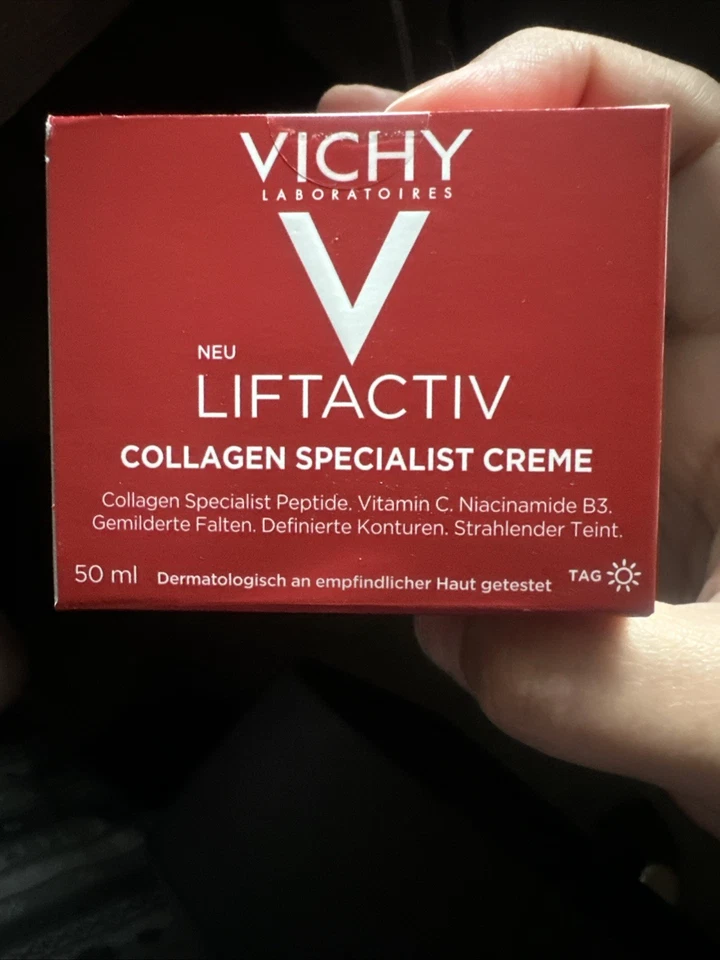 VICHY
LABORATOIRES
V
NEU
LIFTACTIV
COLLAGEN SPECIALIST CREME
Collagen Specialist Peptide. Vitamin C. Niacinamide B3.
Gemilderte Falten. Definierte Konturen. Strahlender Teint.
50 ml Dermatologisch an empfindlicher Haut getestet TAG